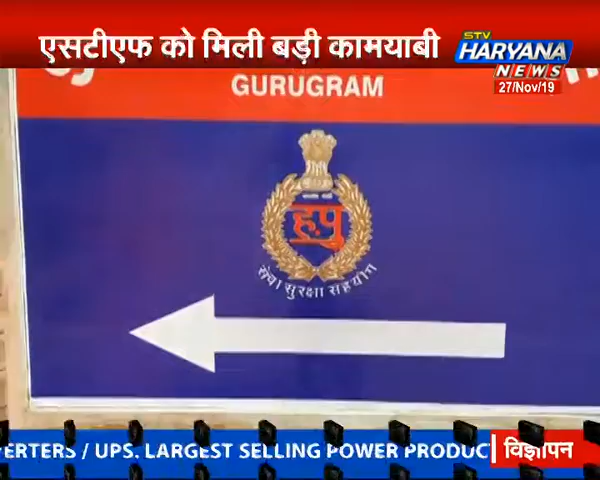 एसटीएफ को मिली बड़ी कामयाबी
STV
HARYANA
NEWS
27/Nov/19
GURUGRAM
ह.पु
सेवा सुरक्षा सहयोग
ERTERS / UPS. LARGEST SELLING POWER PRODUC
विज्ञापन